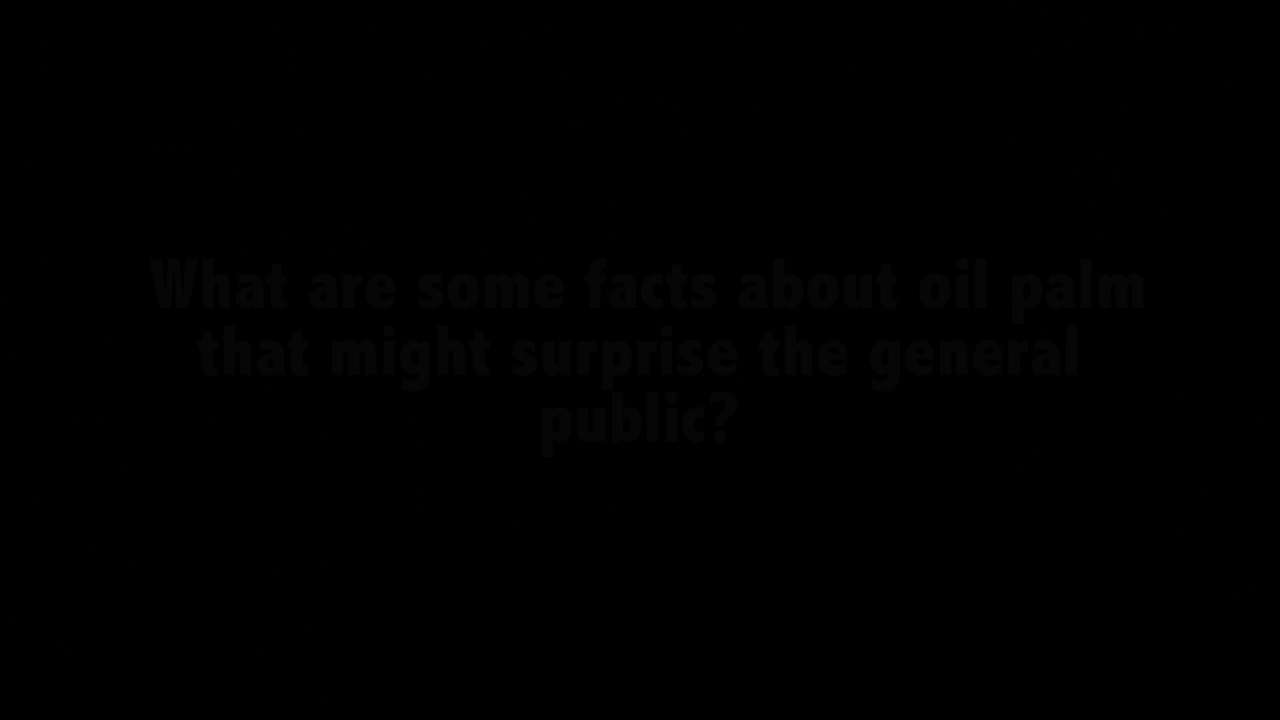 What are some facts about oil palm
that might surprise the general
public?